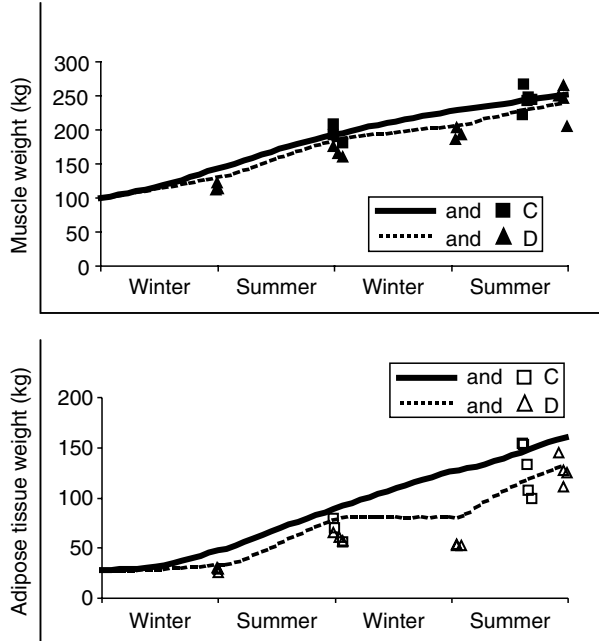 Muscle weight (kg)
300
250
200
150
100
50
0
and C
and D
Winter Summer Winter Summer
Adipose tissue weight (kg)
and C
and D
200
150
100
50
0
Winter Summer Winter Summer